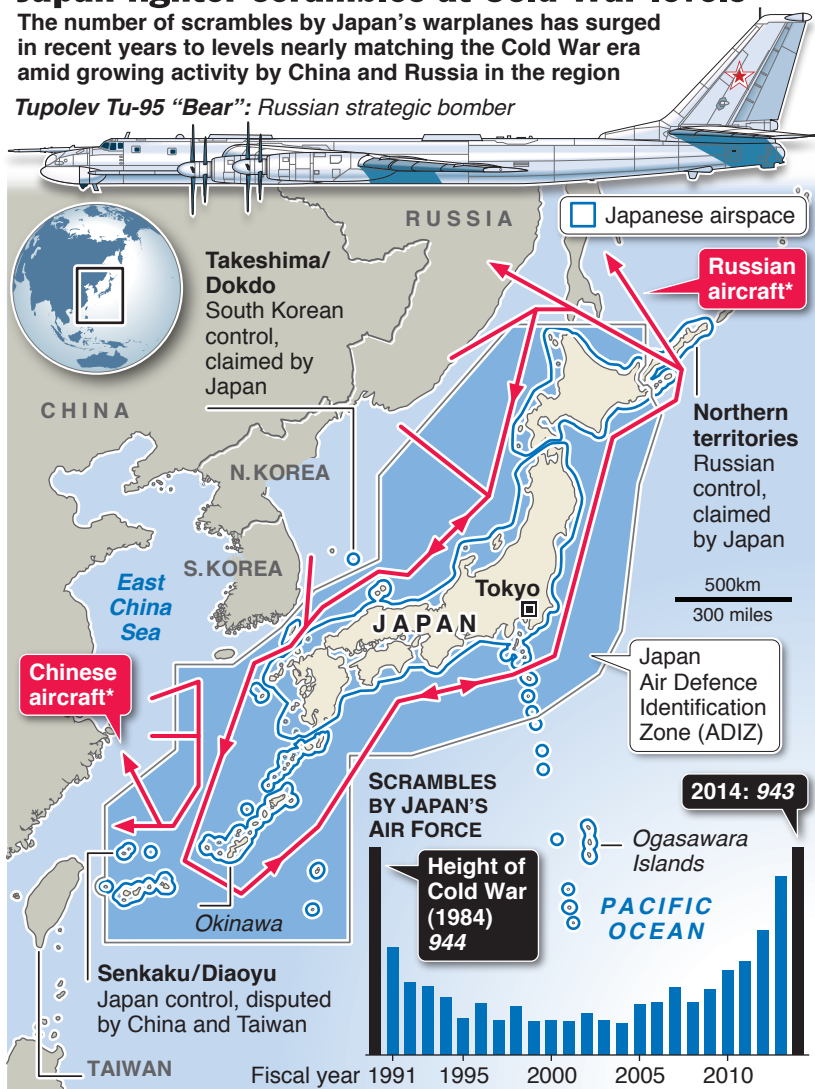 The number of scrambles by Japan's warplanes has surged
in recent years to levels nearly matching the Cold War era
amid growing activity by China and Russia in the region
Tupolev Tu-95 “Bear”: Russian strategic bomber
RUSSIA
Japanese airspace
Takeshima/
Dokdo
South Korean
control,
claimed by
Japan
Russian
aircraft*
CHINA
Northern
territories
Russian
control,
claimed
by Japan
N.KOREA
S.KOREA
East
China
Sea
Tokyo
JAPAN
500km
300 miles
Chinese
aircraft*
Japan
Air Defence
Identification
Zone (ADIZ)
SCRAMBLES
BY JAPAN'S
AIR FORCE
2014: 943
Height of
Cold War
(1984)
944
Ogasawara
Islands
PACIFIC
OCEAN
Okinawa
Senkaku/Diaoyu
Japan control, disputed
by China and Taiwan
TAIWAN
Fiscal year 1991 1995 2000 2005 2010